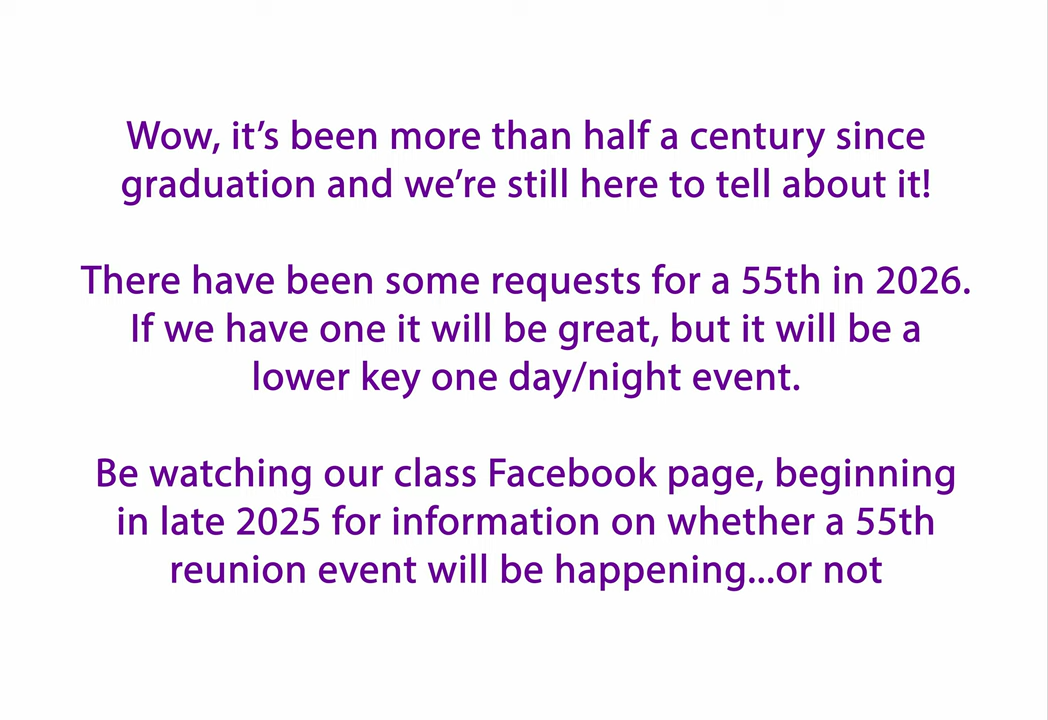 Wow, it’s been more than half a century since
graduation and we’re still here to tell about it!
There have been some requests for a 55th in 2026.
If we have one it will be great, but it will be a
lower key one day/night event.
Be watching our class Facebook page, beginning
in late 2025 for information on whether a 55th
reunion event will be happening...or not